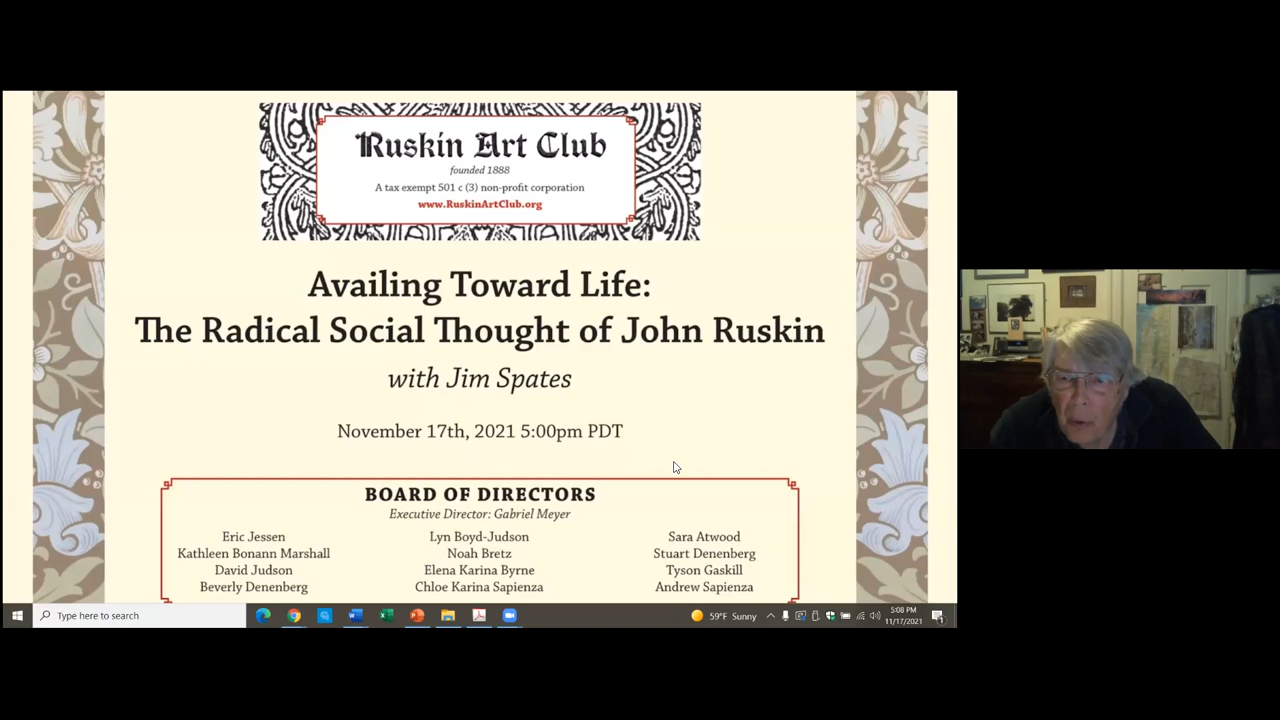 Ruskin Art Club
founded 1888
A tax exempt 501 c (3) non-profit corporation
www.RuskinArtClub.org
Availing Toward Life:
The Radical Social Thought of John Ruskin
with Jim Spates
November 17th, 2021 5:00pm PDT
BOARD OF DIRECTORS
Executive Director: Gabriel Meyer
Eric Jessen
Kathleen Bonann Marshall
David Judson
Beverly Denenberg
Lyn Boyd-Judson
Noah Bretz
Elena Karina Byrne
Chloe Karina Sapienza
Sara Atwood
Stuart Denenberg
Tyson Gaskill
Andrew Sapienza
Type here to search
59°F Sunny
5:08 PM
11/17/2021